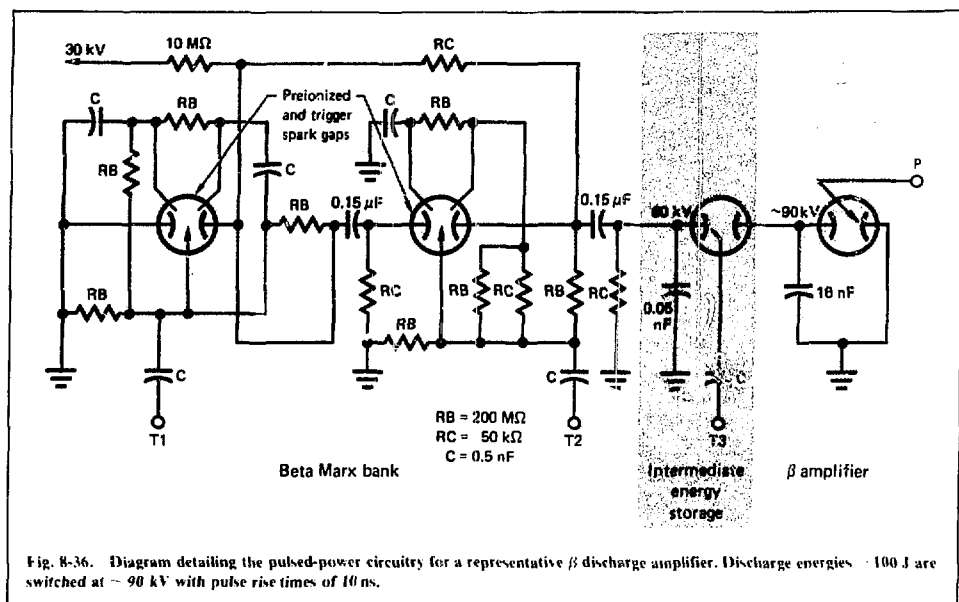 30 kV
10 MΩ
RC
C
RB
Preionized
and trigger
spark gaps
C
RB
RB
C
RB
0.15 µF
0.15 µF
60 kV
~90 kV
P
RB
RC
RB
RC
RB
RC
0.05
nF
18 nF
RB
C
C
C
T1
T2
T3
RB = 200 MΩ
RC = 50 kΩ
C = 0.5 nF
Beta Marx bank
Intermediate
energy
storage
β amplifier
Fig. 8-36. Diagram detailing the pulsed-power circuitry for a representative β discharge amplifier. Discharge energies 100 J are
switched at ~ 90 kV with pulse rise times of 10 ns.